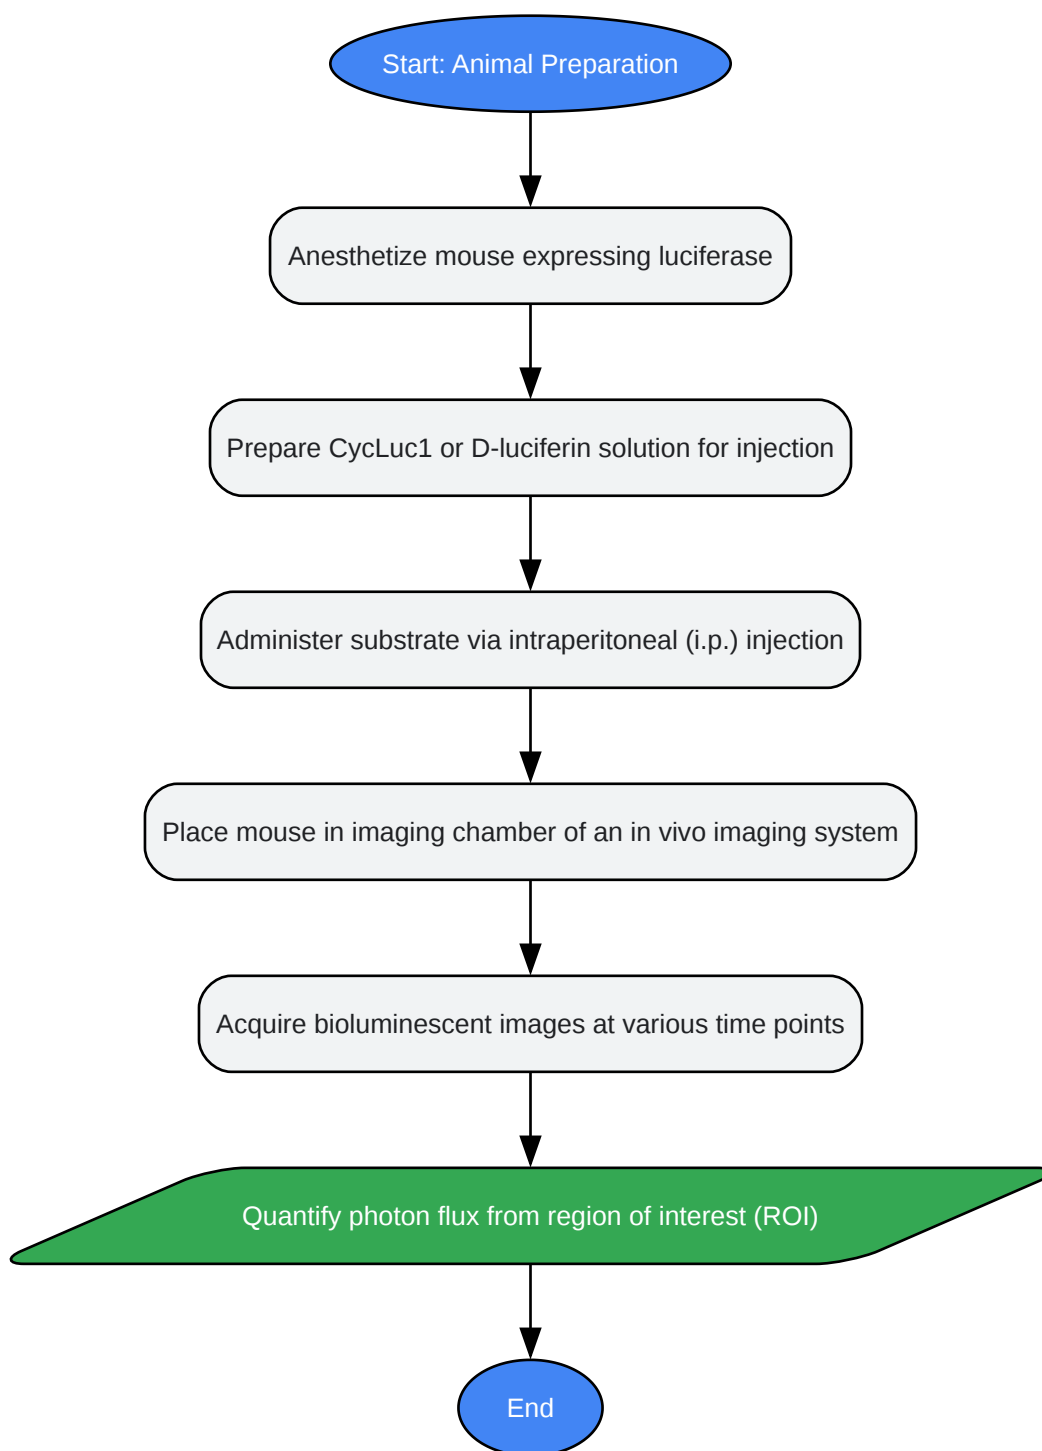 Start: Animal Preparation
Anesthetize mouse expressing luciferase
Prepare CycLuc1 or D-luciferin solution for injection
Administer substrate via intraperitoneal (i.p.) injection
Place mouse in imaging chamber of an in vivo imaging system
Acquire bioluminescent images at various time points
Quantify photon flux from region of interest (ROI)
End